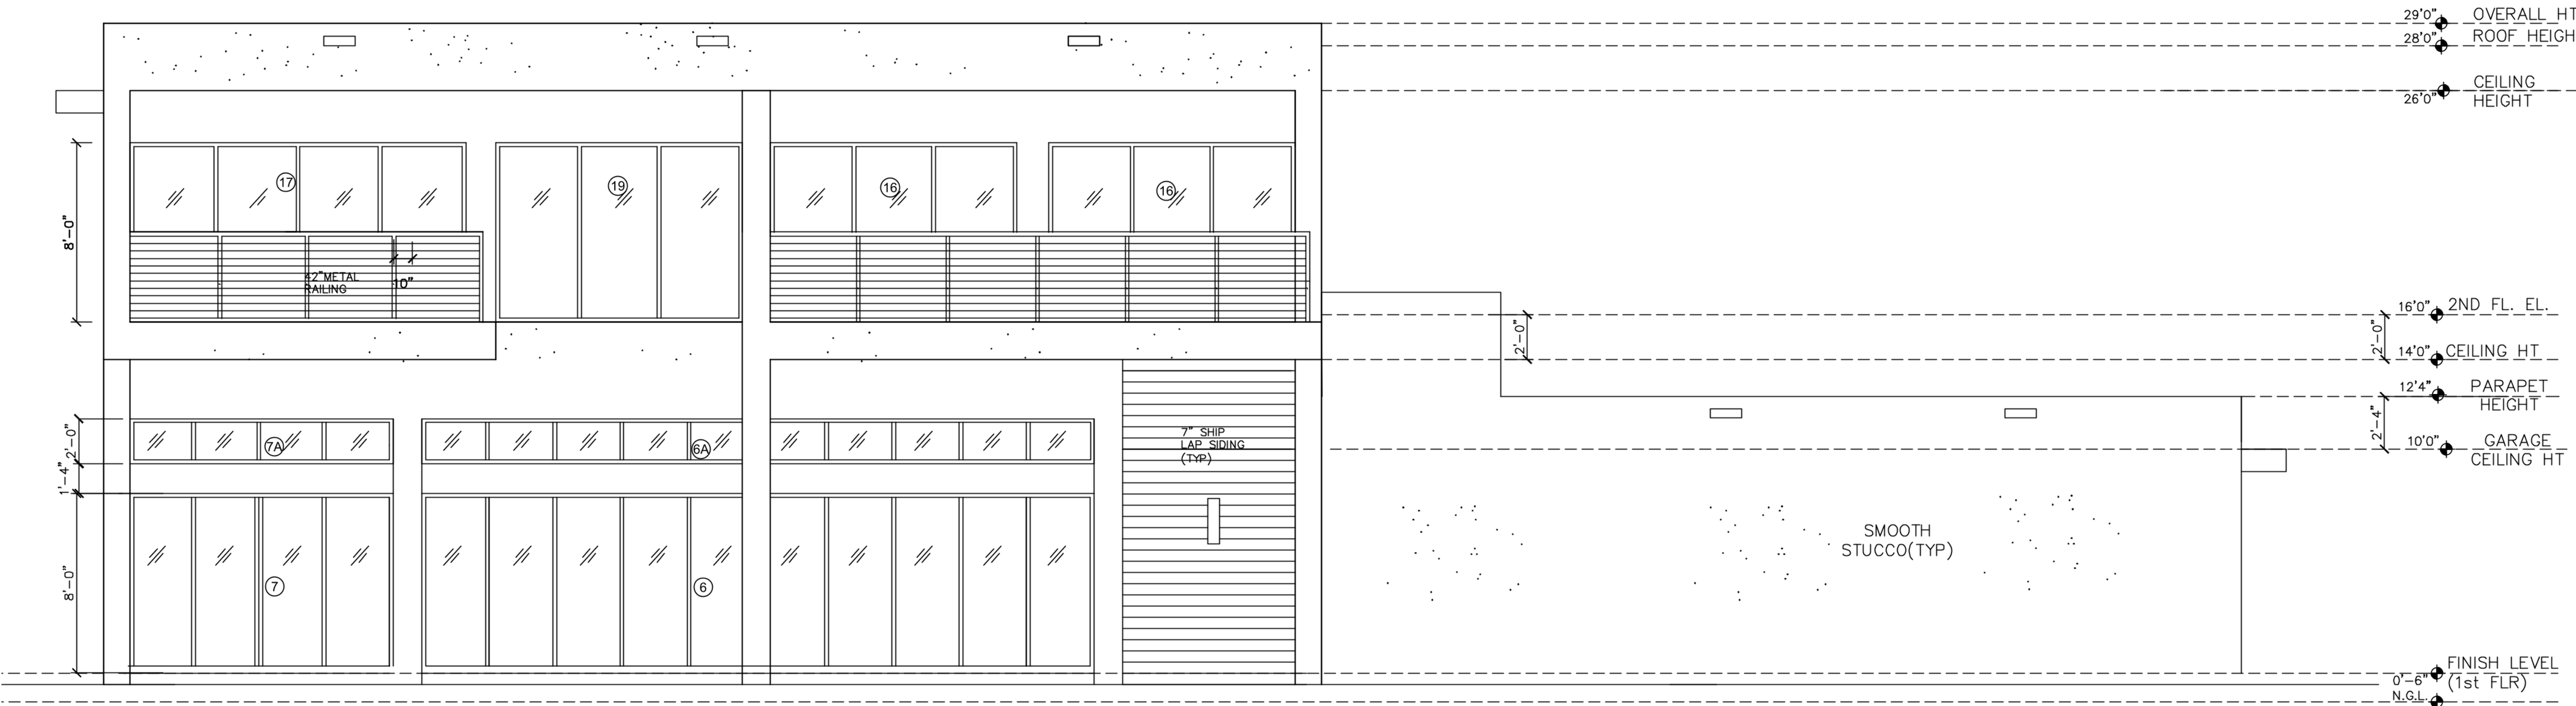 29'0" OVERALL HT
28'0" ROOF HEIGH
CEILING
26'0" HEIGHT
17
19
16
16
8'-0"
42"METAL
RAILING
10"
16'0" 2ND FL. EL.
2'-0"
2'-0"
14'0" CEILING HT
12'4" PARAPET
HEIGHT
2'-4"
2'-0"
7A
6A
7" SHIP
LAP SIDING
(TYP)
10'0" GARAGE
CEILING HT
1'-4"
SMOOTH
STUCCO(TYP)
8'-0"
7
6
FINISH LEVEL
0'-6" (1st FLR)
N.G.L.